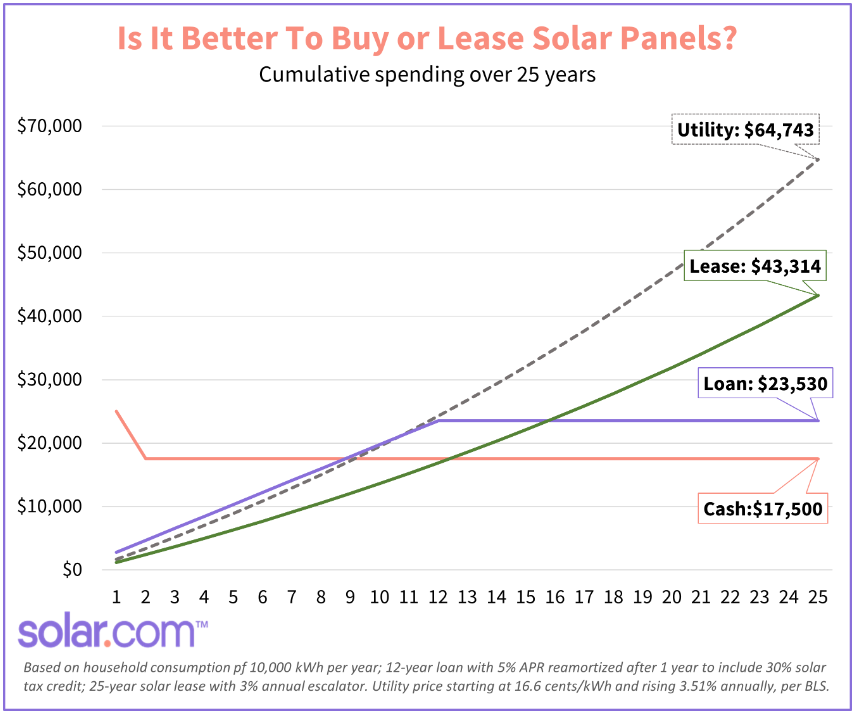 Is It Better To Buy or Lease Solar Panels?
Cumulative spending over 25 years
$70,000
Utility: $64,743
$60,000
$50,000
Lease: $43,314
$40,000
$30,000
Loan: $23,530
$20,000
$10,000
Cash:$17,500
$0
1 2 3 4 5 6 7 8 9 10 11 12 13 14 15 16 17 18 19 20 21 22 23 24 25
solar.com™
Based on household consumption pf 10,000 kWh per year; 12-year loan with 5% APR reamortized after 1 year to include 30% solar
tax credit; 25-year solar lease with 3% annual escalator. Utility price starting at 16.6 cents/kWh and rising 3.51% annually, per BLS.